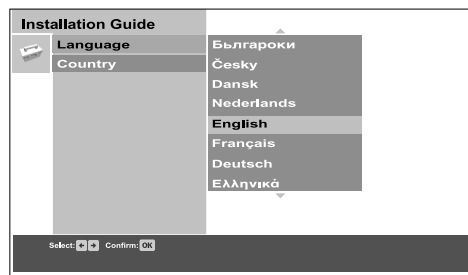 Installation Guide
Language
Country
Бьлгароки
Česky
Dansk
Nederlands
English
Français
Deutsch
Ελληνικά
Select: Confirm: OK